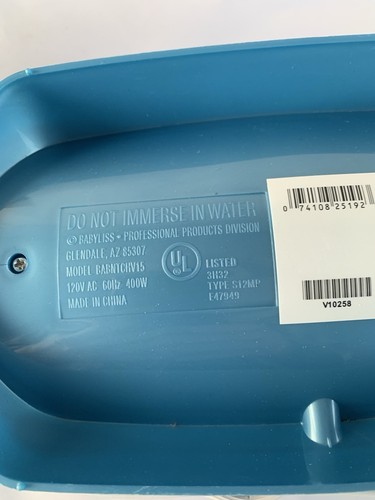 DO NOT IMMERSE IN WATER
© BABYLISS • PROFESSIONAL PRODUCTS DIVISION
GLENDALE, AZ 85307
MODEL BABNTCHV15
120V AC 60Hz 400W
MADE IN CHINA
UL
LISTED
3H32
TYPE S12MP
E47949
0 74108 25192
V10258